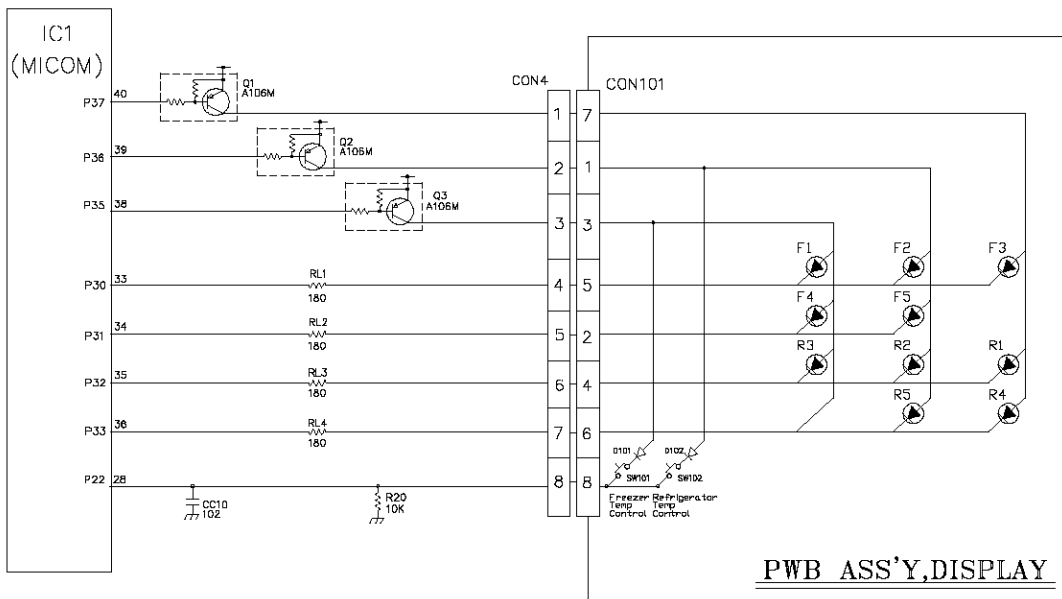 IC1
(MICOM)
P37 40
Q1
A106M
CON4 CON101
1 7
P36 39
Q2
A106M
2 1
P35 38
Q3
A106M
3 3
F1 F2 F3
P30 33
RL1
180
4 5
F4 F5
P31 34
RL2
180
5 2
R3 R2 R1
P32 35
RL3
180
6 4
R5 R4
P33 36
RL4
180
7 6
D101 D102
SW101 SW102
P22 28
8 8
CC10
102
R20
10K
Freezer Refrigerator
Temp Temp
Control Control
PWB ASS'Y,DISPLAY